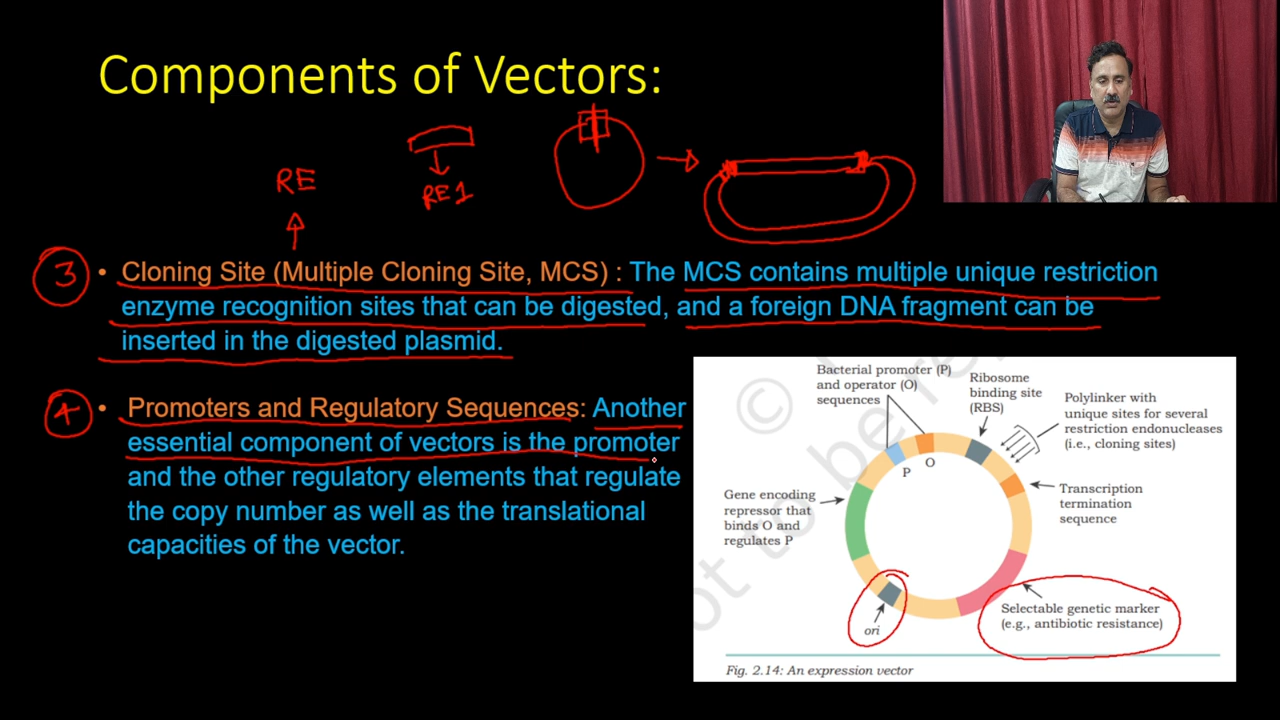 Components of Vectors:
RE
RE1
3
• Cloning Site (Multiple Cloning Site, MCS) : The MCS contains multiple unique restriction
enzyme recognition sites that can be digested, and a foreign DNA fragment can be
inserted in the digested plasmid.
4
• Promoters and Regulatory Sequences: Another
essential component of vectors is the promoter
and the other regulatory elements that regulate
the copy number as well as the translational
capacities of the vector.
Bacterial promoter (P)
and operator (O)
sequences
Ribosome
binding site
(RBS)
Polylinker with
unique sites for several
restriction endonucleases
(i.e., cloning sites)
P
O
Gene encoding
repressor that
binds O and
regulates P
Transcription
termination
sequence
ori
Selectable genetic marker
(e.g., antibiotic resistance)
Fig. 2.14: An expression vector
©
not to be re